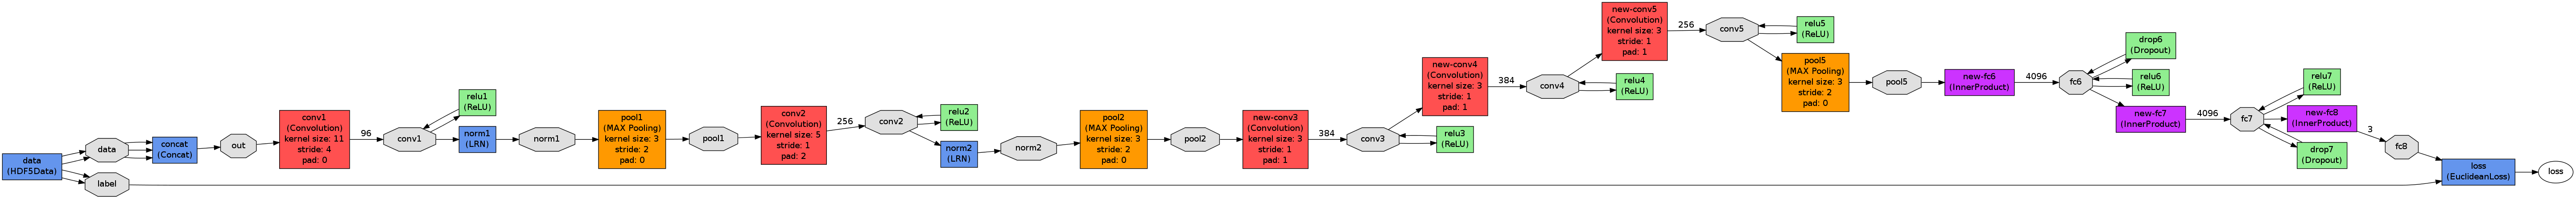 data
(HDF5Data)
data
label
concat
(Concat)
out
conv1
(Convolution)
kernel size: 11
stride: 4
pad: 0
96
conv1
relu1
(ReLU)
norm1
(LRN)
norm1
pool1
(MAX Pooling)
kernel size: 3
stride: 2
pad: 0
pool1
conv2
(Convolution)
kernel size: 5
stride: 1
pad: 2
256
conv2
relu2
(ReLU)
norm2
(LRN)
norm2
pool2
(MAX Pooling)
kernel size: 3
stride: 2
pad: 0
pool2
new-conv3
(Convolution)
kernel size: 3
stride: 1
pad: 1
384
conv3
relu3
(ReLU)
new-conv4
(Convolution)
kernel size: 3
stride: 1
pad: 1
384
conv4
relu4
(ReLU)
new-conv5
(Convolution)
kernel size: 3
stride: 1
pad: 1
256
conv5
relu5
(ReLU)
pool5
(MAX Pooling)
kernel size: 3
stride: 2
pad: 0
pool5
new-fc6
(InnerProduct)
4096
fc6
drop6
(Dropout)
relu6
(ReLU)
new-fc7
(InnerProduct)
4096
fc7
relu7
(ReLU)
new-fc8
(InnerProduct)
drop7
(Dropout)
3
fc8
loss
(EuclideanLoss)
loss